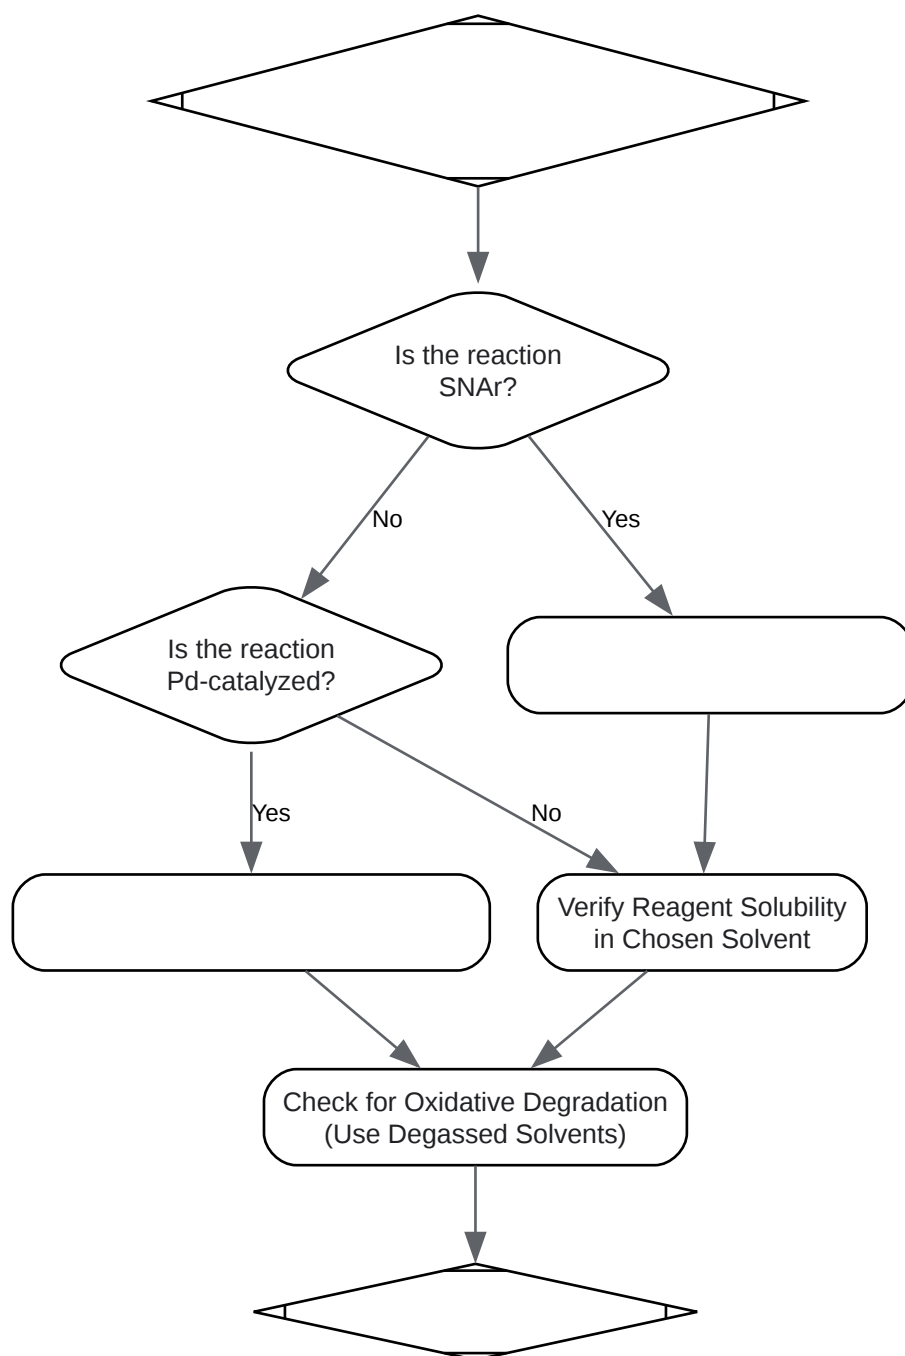 Is the reaction
SNAr?
No
Yes
Is the reaction
Pd-catalyzed?
Yes
No
Verify Reagent Solubility
in Chosen Solvent
Check for Oxidative Degradation
(Use Degassed Solvents)